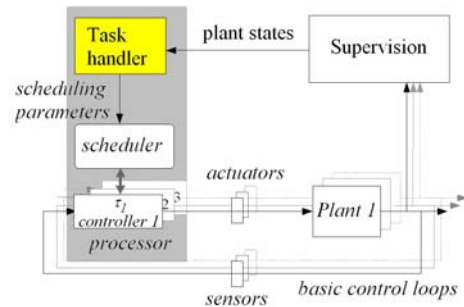 Task
handler
plant states
Supervision
scheduling
parameters
scheduler
actuators
τ1
controller 1
2
3
Plant 1
processor
sensors
basic control loops